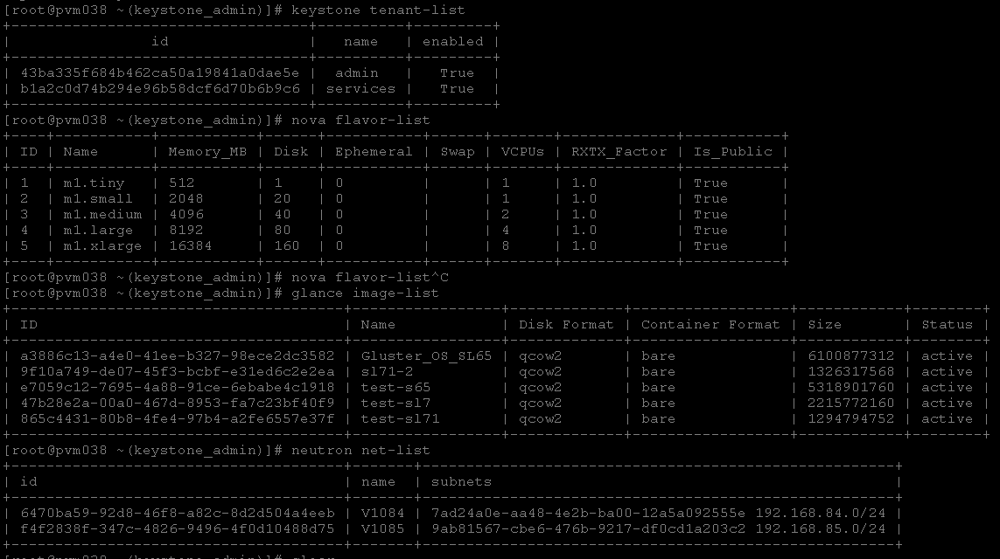 [root@pvm038 ~(keystone_admin)]# keystone tenant-list
+----------------------------------+----------+---------+
|                id                |   name   | enabled |
+----------------------------------+----------+---------+
| 43ba335f684b462ca50a19841a0dae5e |  admin   |   True  |
| b1a2c0d74b294e96b58dcf6d70b6b9c6 | services |   True  |
+----------------------------------+----------+---------+
[root@pvm038 ~(keystone_admin)]# nova flavor-list
+----+-----------+-----------+------+-----------+------+-------+-------------+-----------+
| ID | Name      | Memory_MB | Disk | Ephemeral | Swap | VCPUs | RXTX_Factor | Is_Public |
+----+-----------+-----------+------+-----------+------+-------+-------------+-----------+
| 1  | m1.tiny   | 512       | 1    | 0         |      | 1     | 1.0         | True      |
| 2  | m1.small  | 2048      | 20   | 0         |      | 1     | 1.0         | True      |
| 3  | m1.medium | 4096      | 40   | 0         |      | 2     | 1.0         | True      |
| 4  | m1.large  | 8192      | 80   | 0         |      | 4     | 1.0         | True      |
| 5  | m1.xlarge | 16384     | 160  | 0         |      | 8     | 1.0         | True      |
+----+-----------+-----------+------+-----------+------+-------+-------------+-----------+
[root@pvm038 ~(keystone_admin)]# nova flavor-list^C
[root@pvm038 ~(keystone_admin)]# glance image-list
+--------------------------------------+-----------------+-------------+------------------+------------+--------+
| ID                                   | Name            | Disk Format | Container Format | Size       | Status |
+--------------------------------------+-----------------+-------------+------------------+------------+--------+
| a3886c13-a4e0-41ee-b327-98ece2dc3582 | Gluster_OS_SL65 | qcow2       | bare             | 6100877312 | active |
| 9f10a749-de07-45f3-bcbf-e31ed6c2e2ea | sl71-2          | qcow2       | bare             | 1326317568 | active |
| e7059c12-7695-4a88-91ce-6ebabe4c1918 | test-s65        | qcow2       | bare             | 5318901760 | active |
| 47b28e2a-00a0-467d-8953-fa7c23bf40f9 | test-sl7        | qcow2       | bare             | 2215772160 | active |
| 865c4431-80b8-4fe4-97b4-a2fe6557e37f | test-sl71       | qcow2       | bare             | 1294794752 | active |
+--------------------------------------+-----------------+-------------+------------------+------------+--------+
[root@pvm038 ~(keystone_admin)]# neutron net-list
+--------------------------------------+-------+------------------------------------------------------+
| id                                   | name  | subnets                                              |
+--------------------------------------+-------+------------------------------------------------------+
| 6470ba59-92d8-46f8-a82c-8d2d504a4eeb | V1084 | 7ad24a0e-aa48-4e2b-ba00-12a5a092555e 192.168.84.0/24 |
| f4f2838f-347c-4826-9496-4f0d10488d75 | V1085 | 9ab81567-cbe6-476b-9217-df0cd1a203c2 192.168.85.0/24 |
+--------------------------------------+-------+------------------------------------------------------+